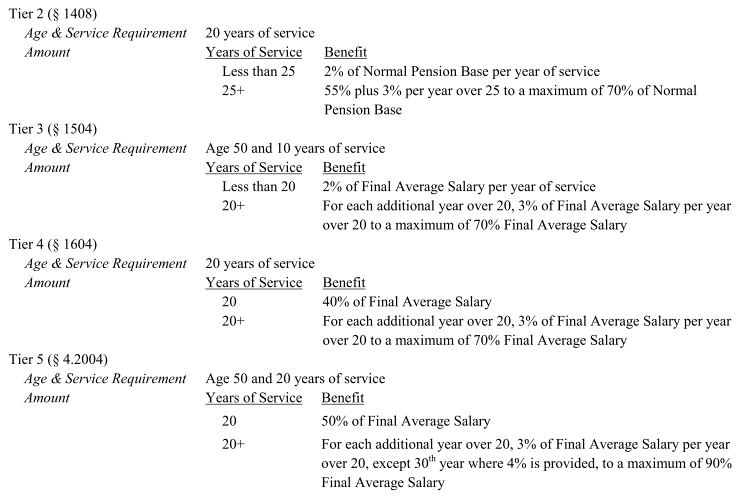 Tier 2 (§ 1408)
Age & Service Requirement 20 years of service
Amount Years of Service Benefit
Less than 25 2% of Normal Pension Base per year of service
25+ 55% plus 3% per year over 25 to a maximum of 70% of Normal
Pension Base
Tier 3 (§ 1504)
Age & Service Requirement Age 50 and 10 years of service
Amount Years of Service Benefit
Less than 20 2% of Final Average Salary per year of service
20+ For each additional year over 20, 3% of Final Average Salary per year
over 20 to a maximum of 70% Final Average Salary
Tier 4 (§ 1604)
Age & Service Requirement 20 years of service
Amount Years of Service Benefit
20 40% of Final Average Salary
20+ For each additional year over 20, 3% of Final Average Salary per year
over 20 to a maximum of 70% Final Average Salary
Tier 5 (§ 4.2004)
Age & Service Requirement Age 50 and 20 years of service
Amount Years of Service Benefit
20 50% of Final Average Salary
20+ For each additional year over 20, 3% of Final Average Salary per year
over 20, except 30th year where 4% is provided, to a maximum of 90%
Final Average Salary